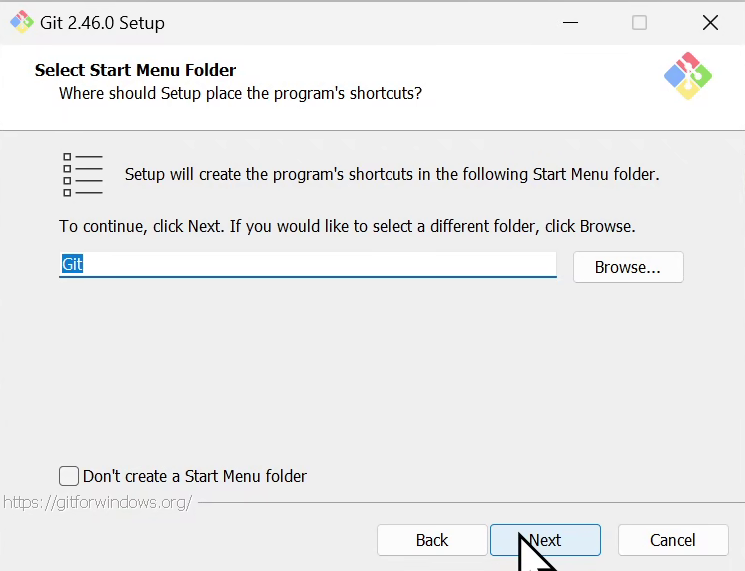 Git 2.46.0 Setup
Select Start Menu Folder
Where should Setup place the program's shortcuts?
Setup will create the program's shortcuts in the following Start Menu folder.
To continue, click Next. If you would like to select a different folder, click Browse.
Git
Browse...
Don't create a Start Menu folder
https://gitforwindows.org/
Back
Next
Cancel